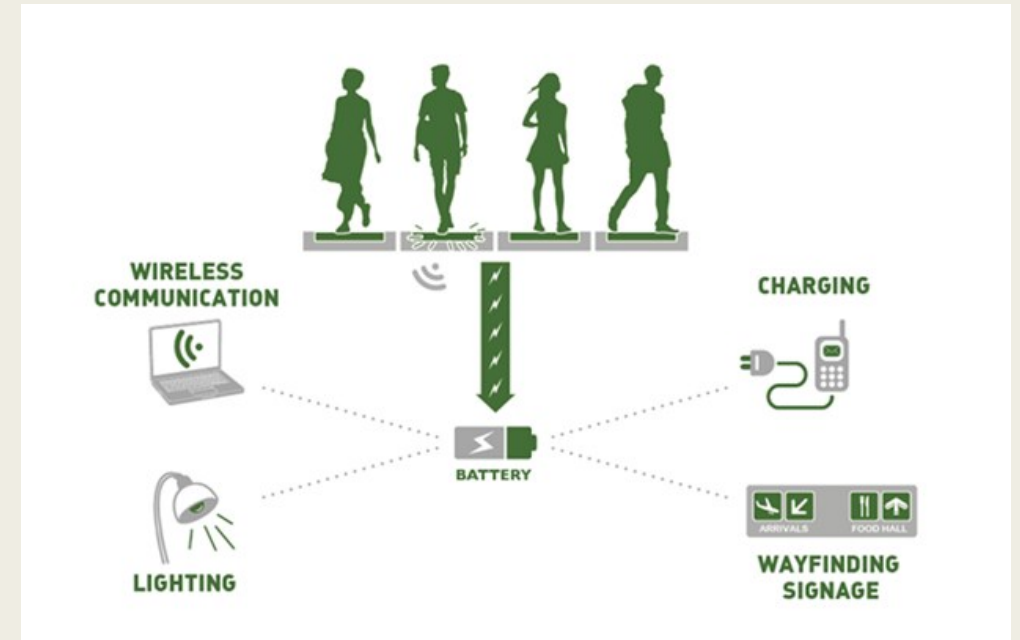 WIRELESS
COMMUNICATION
CHARGING
BATTERY
ARRIVALS
FOOD HALL
LIGHTING
WAYFINDING
SIGNAGE